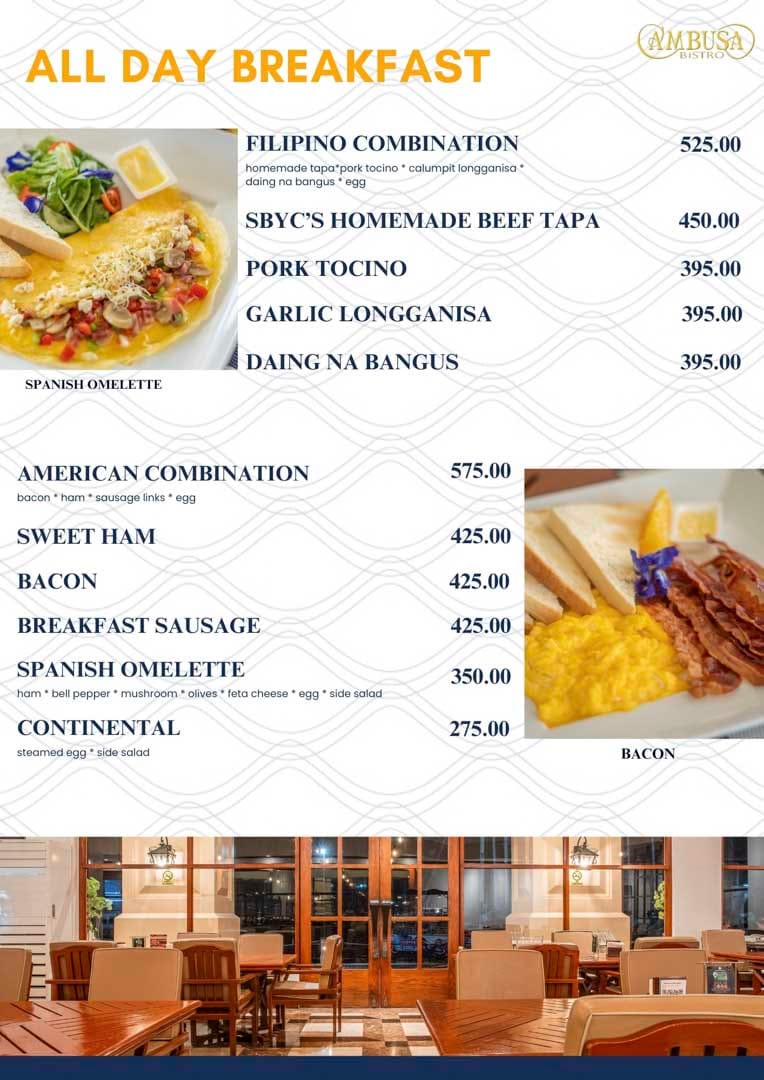 ALL DAY BREAKFAST
AMBUSA
BISTRO
FILIPINO COMBINATION 525.00
homemade tapa*pork tocino * calumpit longganisa *
daing na bangus * egg
SBYC'S HOMEMADE BEEF TAPA 450.00
PORK TOCINO 395.00
GARLIC LONGGANISA 395.00
DAING NA BANGUS 395.00
SPANISH OMELETTE
AMERICAN COMBINATION 575.00
bacon * ham * sausage links * egg
SWEET HAM 425.00
BACON 425.00
BREAKFAST SAUSAGE 425.00
SPANISH OMELETTE 350.00
ham * bell pepper * mushroom * olives * feta cheese * egg * side salad
CONTINENTAL 275.00
steamed egg * side salad
BACON